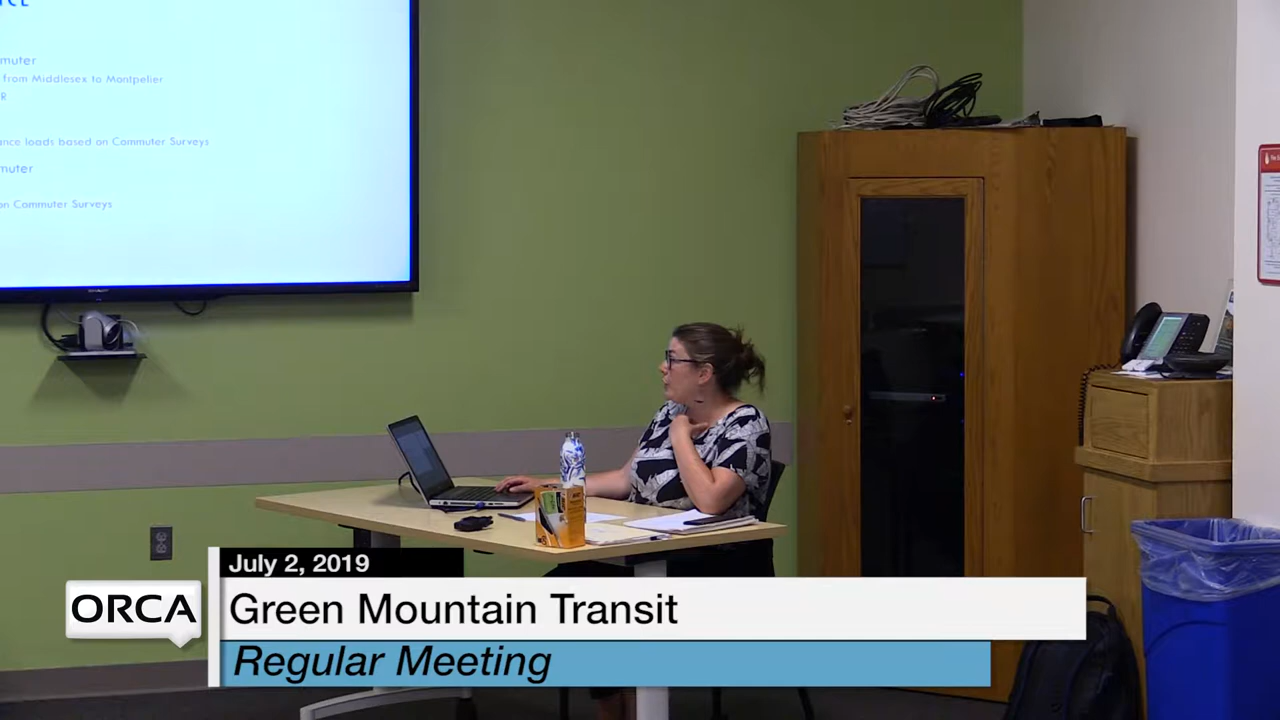 muter
from Middlesex to Montpelier
R
ance loads based on Commuter Surveys
muter
on Commuter Surveys
July 2, 2019
ORCA
Green Mountain Transit
Regular Meeting